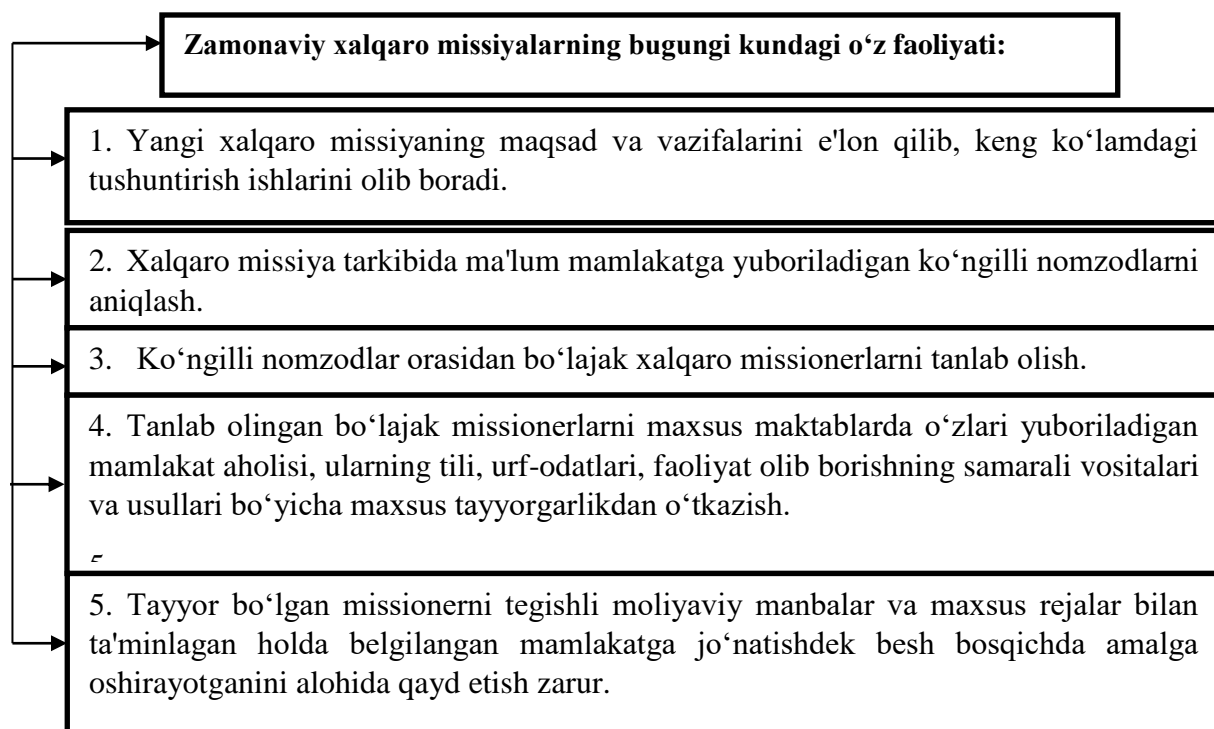 Zamonaviy xalqaro missiyalarning bugungi kundagi o‘z faoliyati:
1. Yangi xalqaro missiyaning maqsad va vazifalarini e'lon qilib, keng ko‘lamdagi
tushuntirish ishlarini olib boradi.
2. Xalqaro missiya tarkibida ma'lum mamlakatga yuboriladigan ko‘ngilli nomzodlarni
aniqlash.
3. Ko‘ngilli nomzodlar orasidan bo‘lajak xalqaro missionerlarni tanlab olish.
4. Tanlab olingan bo‘lajak missionerlarni maxsus maktablarda o‘zlari yuboriladigan
mamlakat aholisi, ularning tili, urf-odatlari, faoliyat olib borishning samarali vositalari
va usullari bo‘yicha maxsus tayyorgarlikdan o‘tkazish.
5. Tayyor bo‘lgan missionerni tegishli moliyaviy manbalar va maxsus rejalar bilan
ta'minlagan holda belgilangan mamlakatga jo‘natishdek besh bosqichda amalga
oshirayotganini alohida qayd etish zarur.